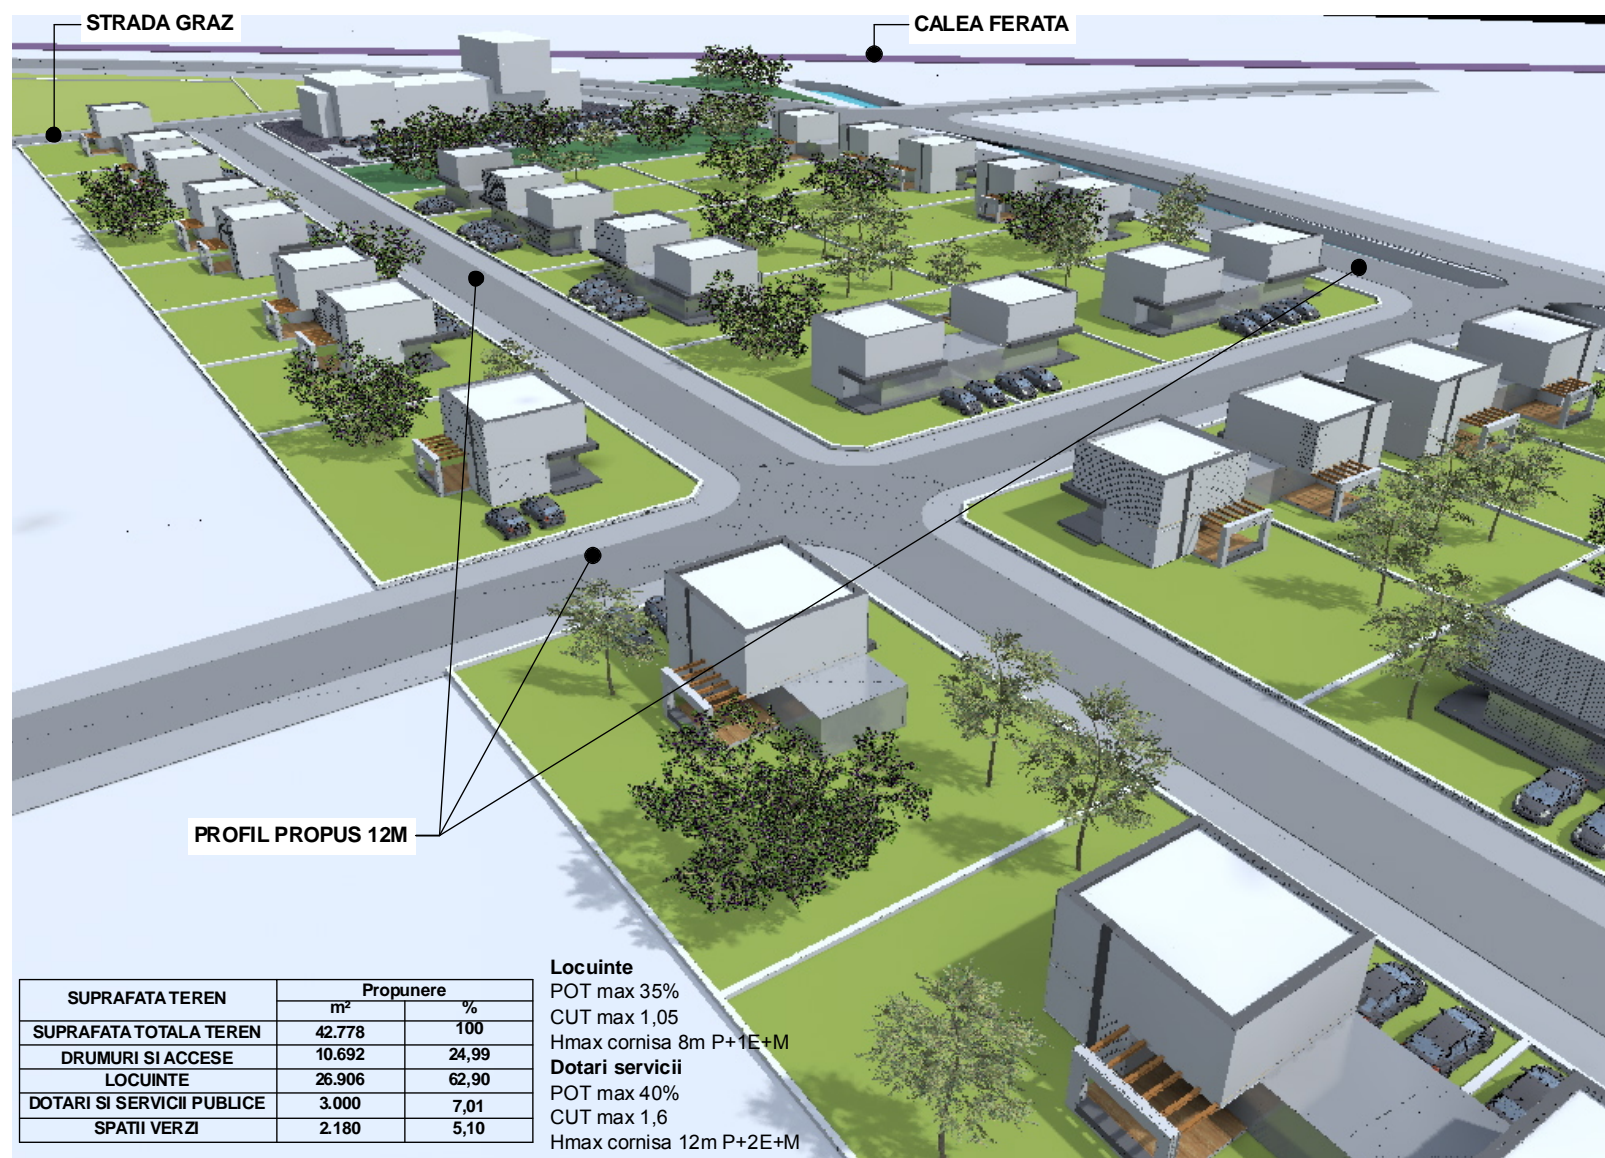 STRADA GRAZ
CALEA FERATA
PROFIL PROPUS 12M
SUPRAFATA TEREN Propunere
m² %
SUPRAFATA TOTALA TEREN 42.778 100
DRUMURI SI ACCESE 10.692 24,99
LOCUINTE 26.906 62,90
DOTARI SI SERVICII PUBLICE 3.000 7,01
SPATII VERZI 2.180 5,10
Locuinte
POT max 35%
CUT max 1,05
Hmax cornisa 8m P+1E+M
Dotari servicii
POT max 40%
CUT max 1,6
Hmax cornisa 12m P+2E+M